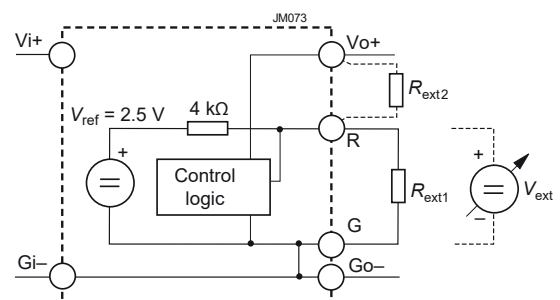 JM073
Vi+
Vo+
Rext2
Vref = 2.5 V
4 kΩ
R
+
Control
logic
Rext1
+
Vext
–
G
Gi–
Go–